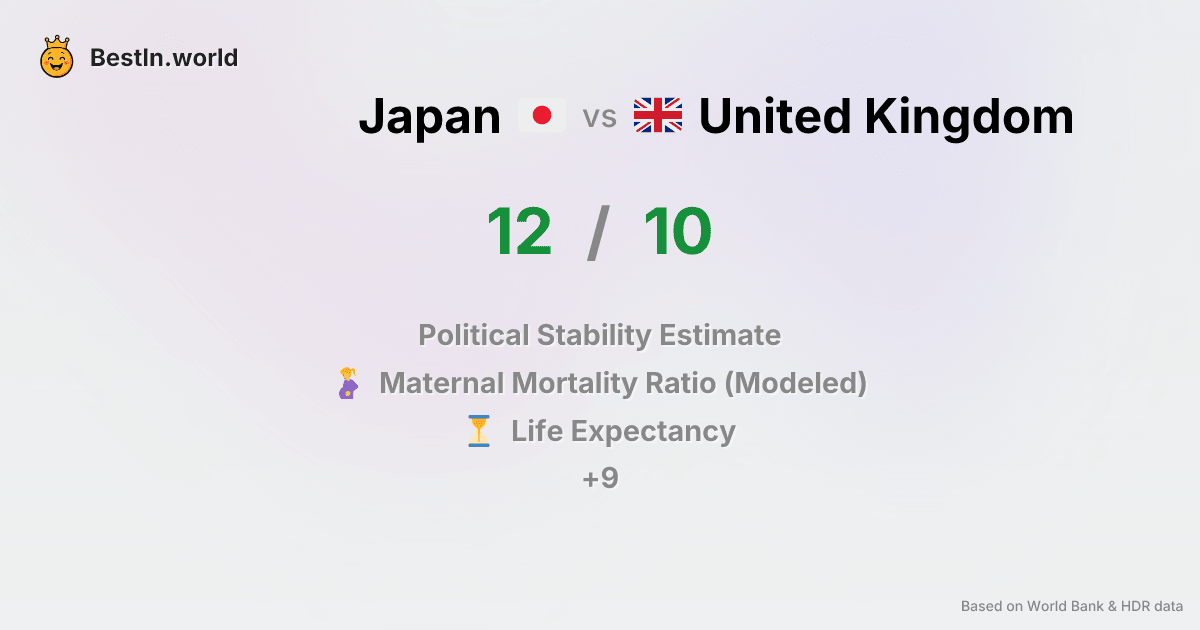 BestIn.world
Japan vs United Kingdom
12 / 10
Political Stability Estimate
Maternal Mortality Ratio (Modeled)
Life Expectancy
+9
Based on World Bank & HDR data